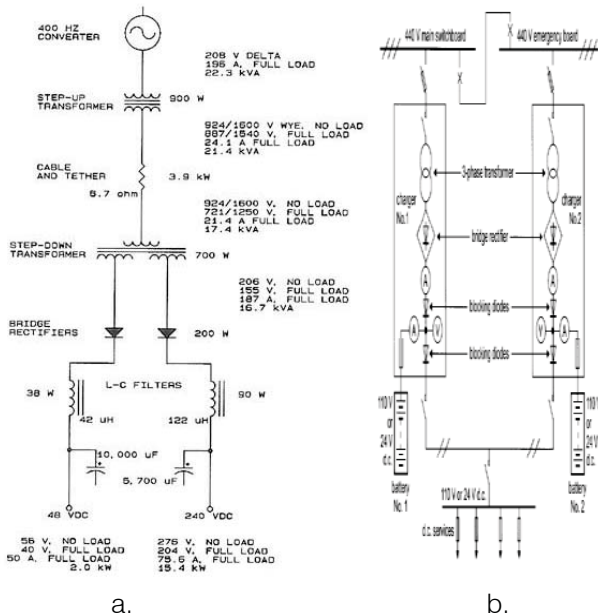 400 HZ
CONVERTER
208 V DELTA
196 A, FULL LOAD
22.3 kVA
STEP-UP
TRANSFORMER
900 W
924/1600 V WYE, NO LOAD
887/1540 V, FULL LOAD
24.1 A FULL LOAD
21.4 kVA
CABLE
AND TETHER
3.9 kW
6.7 ohm
924/1600 V, NO LOAD
721/1250 V, FULL LOAD
21.4 A FULL LOAD
17.4 kVA
STEP-DOWN
TRANSFORMER
700 W
206 V, NO LOAD
155 V, FULL LOAD
187 A, FULL LOAD
16.7 kVA
BRIDGE
RECTIFIERS
200 W
38 W
L-C FILTERS
90 W
42 uH
122 uH
10,000 uF
5,700 uF
48 VDC
240 VDC
56 V, NO LOAD
40 V, FULL LOAD
50 A, FULL LOAD
2.0 kW
276 V, NO LOAD
204 V, FULL LOAD
75.6 A, FULL LOAD
15.4 kW
a.
440 V main switchboard
440 V emergency board
3-phase transformer
charger
No.1
charger
No.2
bridge rectifier
A
A
blocking diodes
A
V
V
A
blocking diodes
110 V
or
24 V
d.c.
battery
No. 1
110 V
or
24 V
d.c.
battery
No. 2
110 V or 24 V d.c.
d.c. services
b.